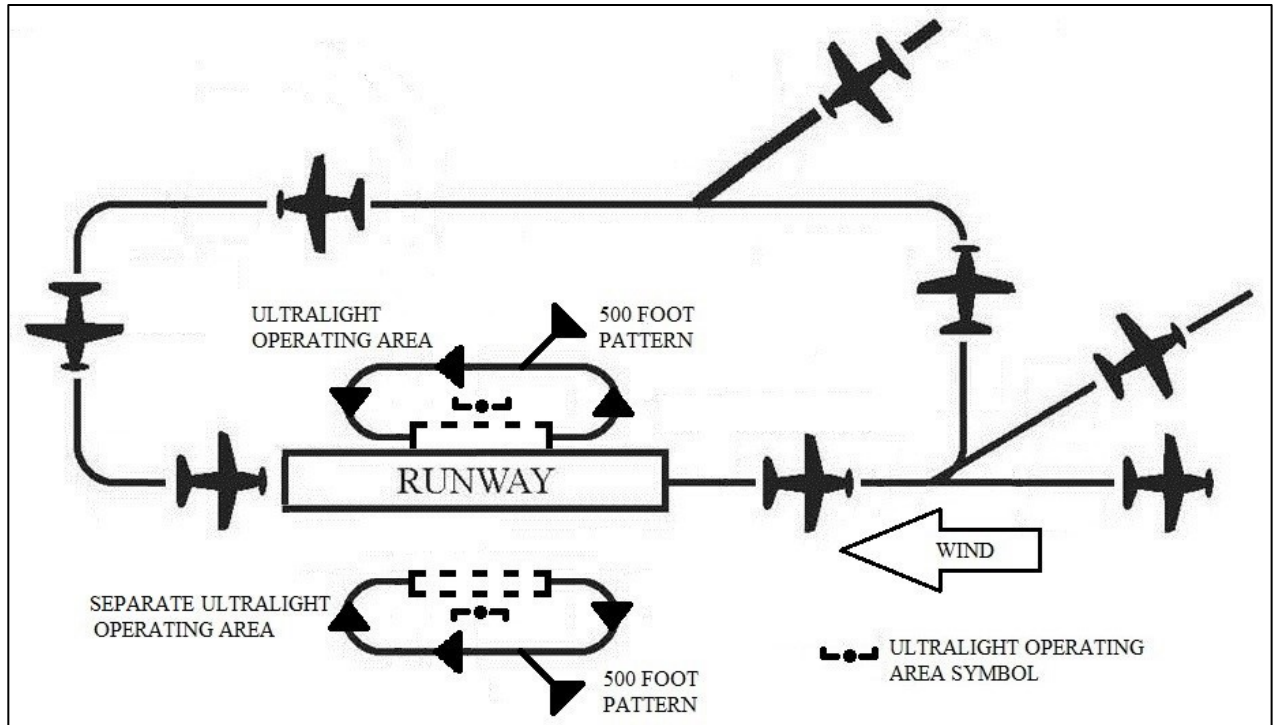 ULTRALIGHT
OPERATING AREA
500 FOOT
PATTERN
RUNWAY
WIND
SEPARATE ULTRALIGHT
OPERATING AREA
500 FOOT
PATTERN
ULTRALIGHT OPERATING
AREA SYMBOL